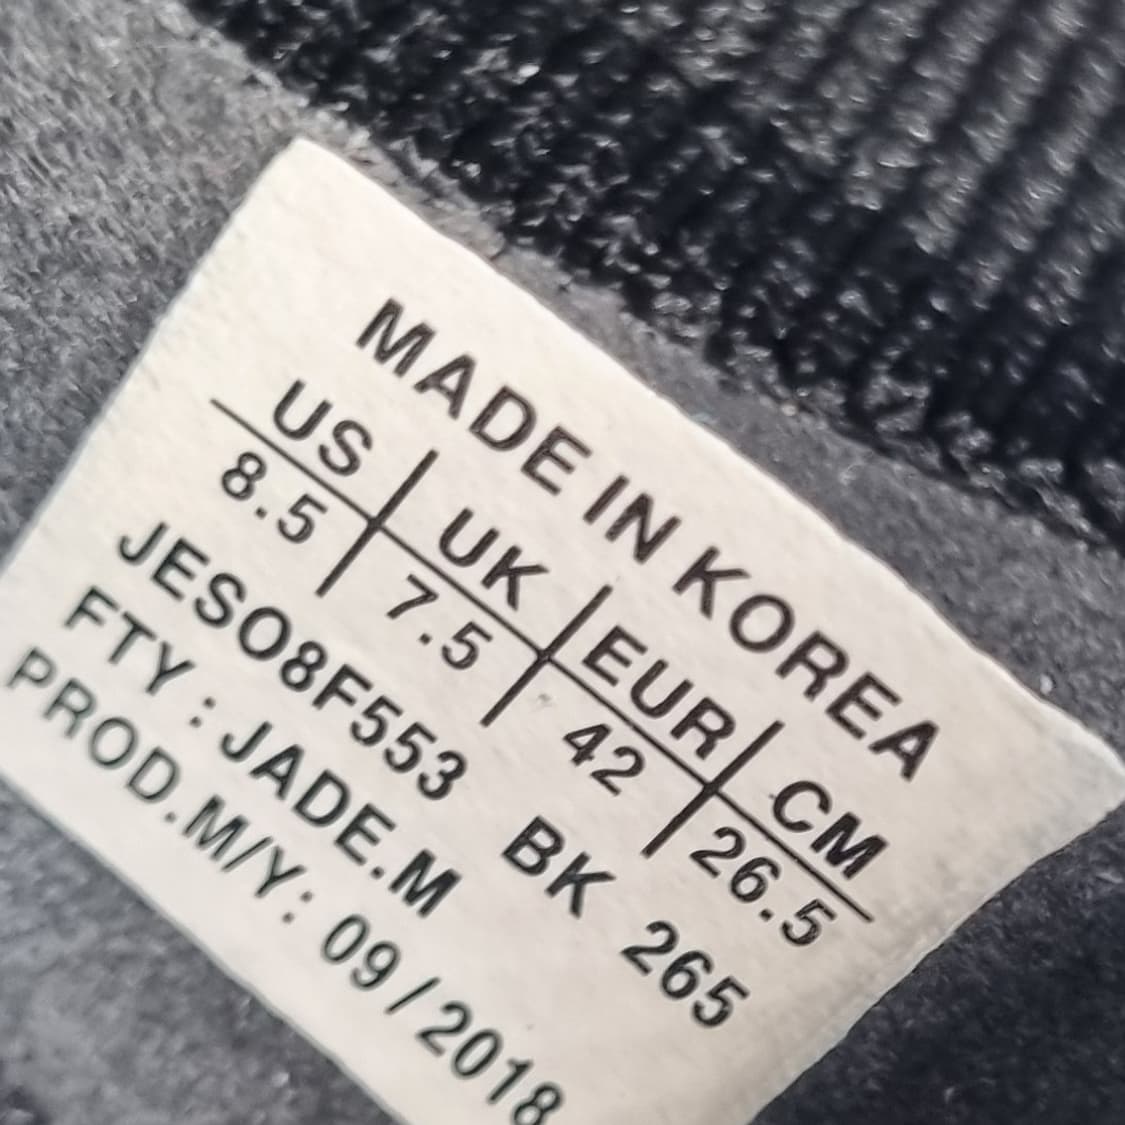 MADE IN KOREA
US | UK | EUR | CM
8.5 | 7.5 | 42 | 26.5
JESO8F553 BK 265
FTY : JADE.M
PROD.M/Y: 09/2018